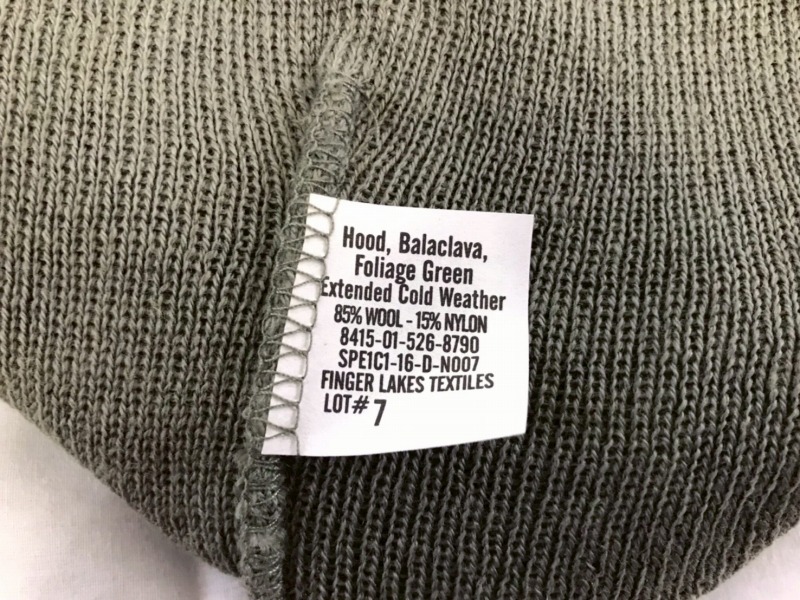 Hood, Balaclava,
Foliage Green
Extended Cold Weather
85% WOOL - 15% NYLON
8415-01-526-8790
SPE1C1-16-D-N007
FINGER LAKES TEXTILES
LOT# 7